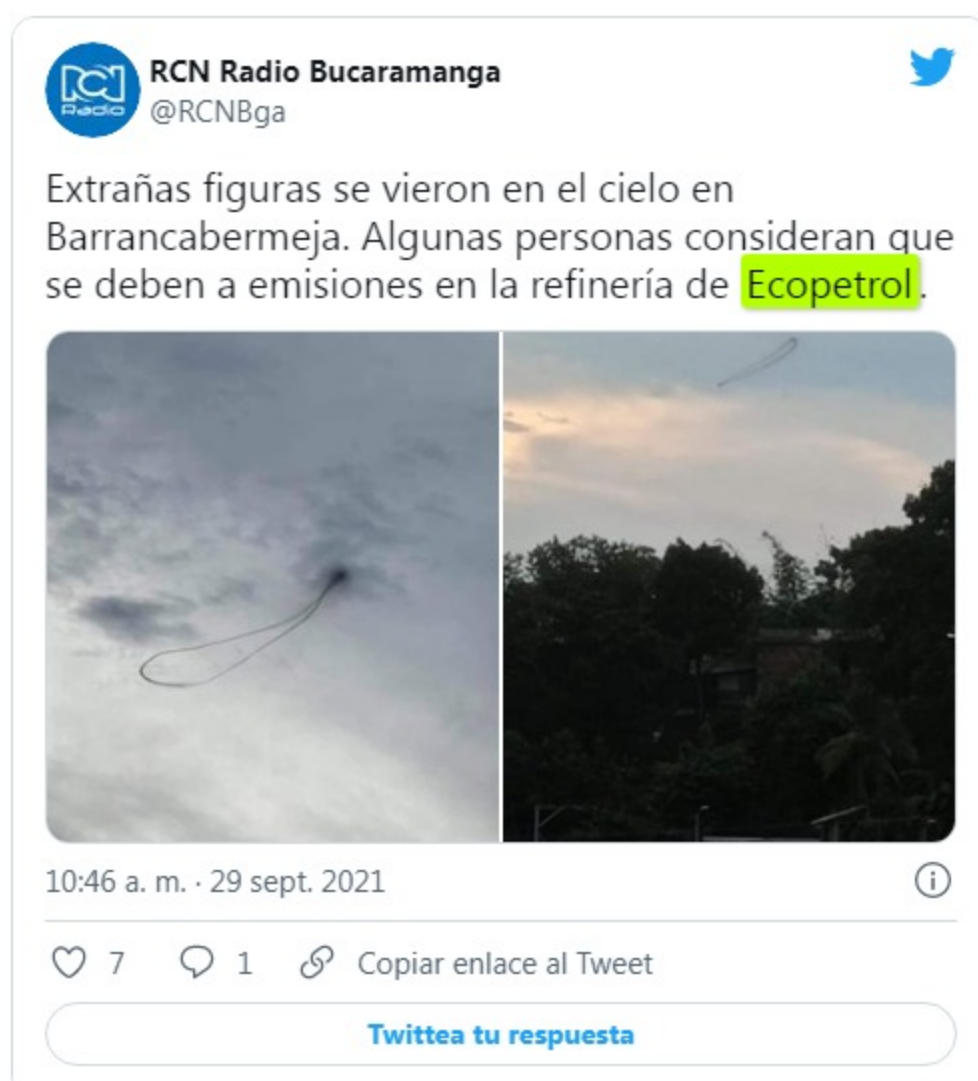 RCN Radio Bucaramanga
RCN
Radio
@RCNBga
Extrañas figuras se vieron en el cielo en
Barrancabermeja. Algunas personas consideran que
se deben a emisiones en la refinería de Ecopetrol.
10:46 a. m. · 29 sept. 2021
7 1 Copiar enlace al Tweet
Twittea tu respuesta